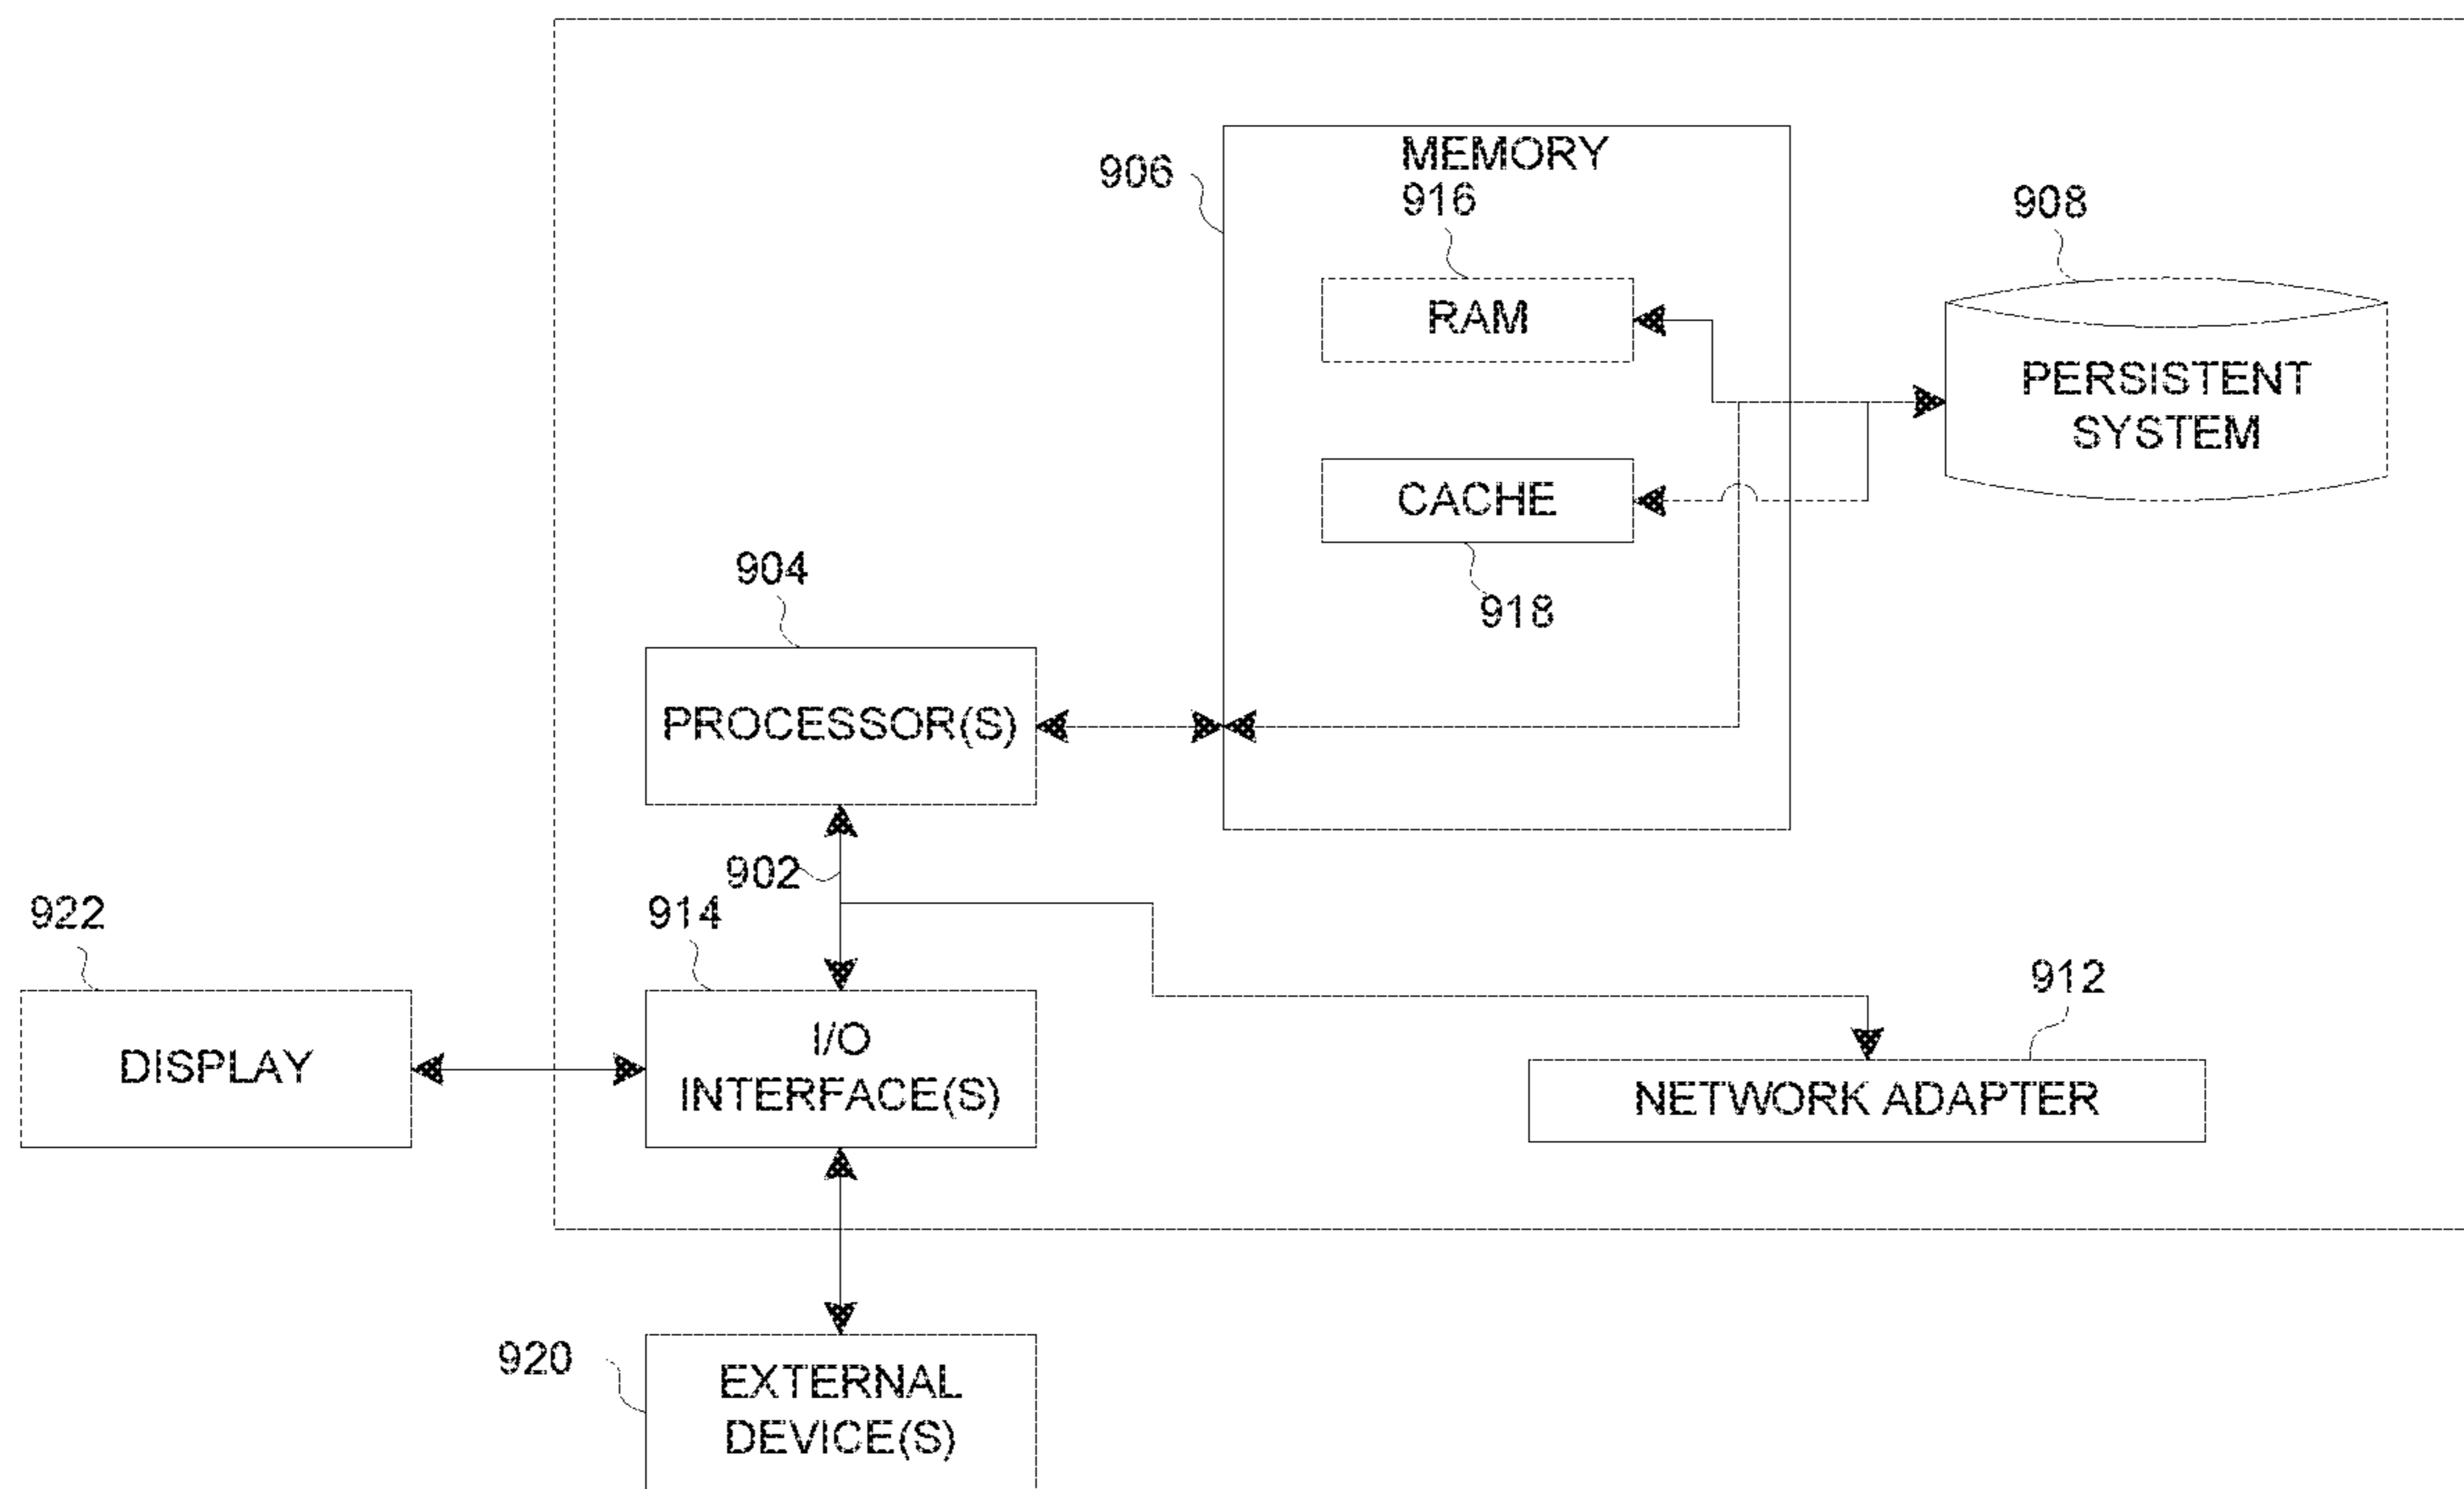 MEMORY
906
916
908
RAM
PERSISTENT
SYSTEM
CACHE
904
918
PROCESSOR(S)
902
922
914
912
DISPLAY
I/O
INTERFACE(S)
NETWORK ADAPTER
920
EXTERNAL
DEVICE(S)